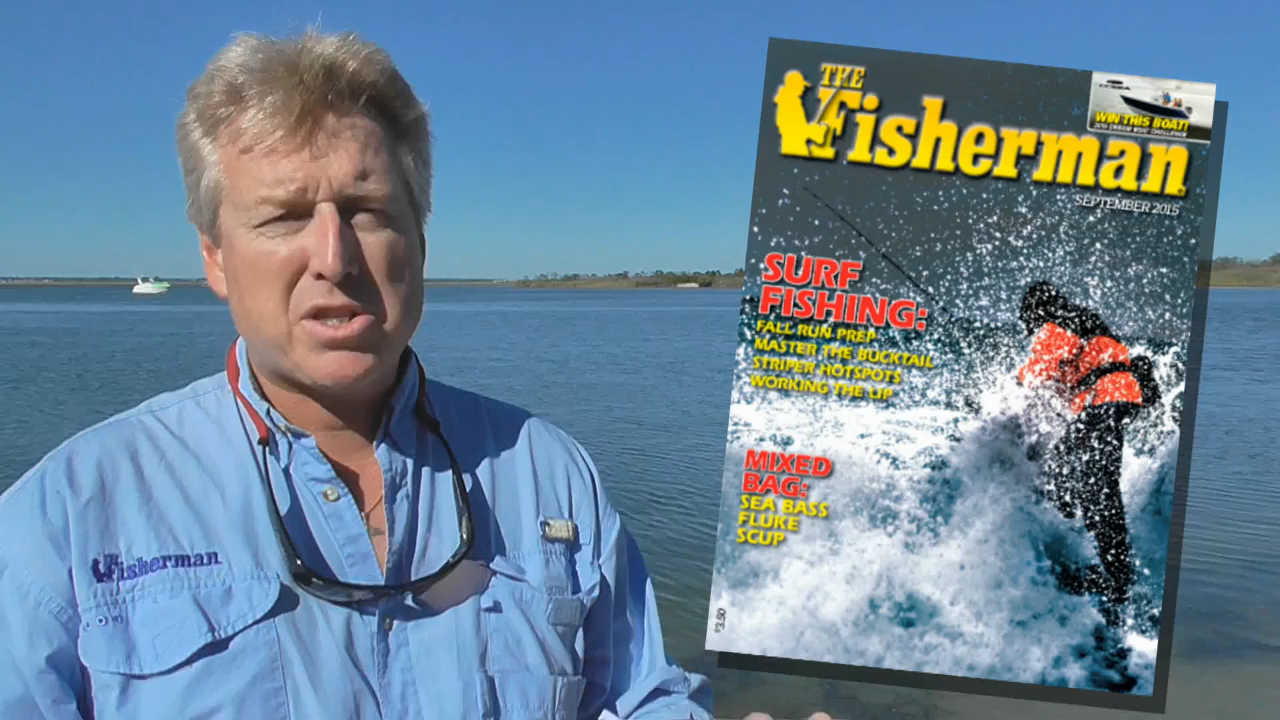 THE
Fisherman
WIN THIS BOAT!
SEPTEMBER 2015
SURF
FISHING:
FALL RUN PREP
MASTER THE BUCKTAIL
STRIPER HOTSPOTS
WORKING THE LIP
MIXED
BAG:
SEA BASS
FLUKE
SCUP
$3.50
Fisherman